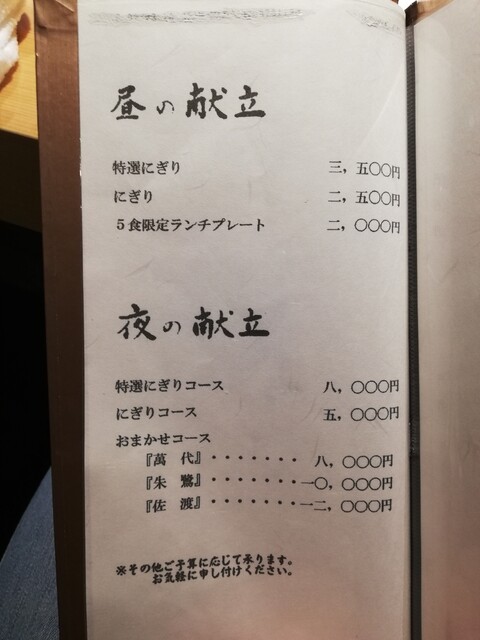 昼の献立
特選にぎり 三，五〇〇円
にぎり 二，五〇〇円
５食限定ランチプレート 二，〇〇〇円
夜の献立
特選にぎりコース 八，〇〇〇円
にぎりコース 五，〇〇〇円
おまかせコース
『萬　代』・・・・・・・ 八，〇〇〇円
『朱　鷺』・・・・・・・一〇，〇〇〇円
『佐　渡』・・・・・・・一二，〇〇〇円
※その他ご予算に応じて承ります。
お気軽に申し付けください。